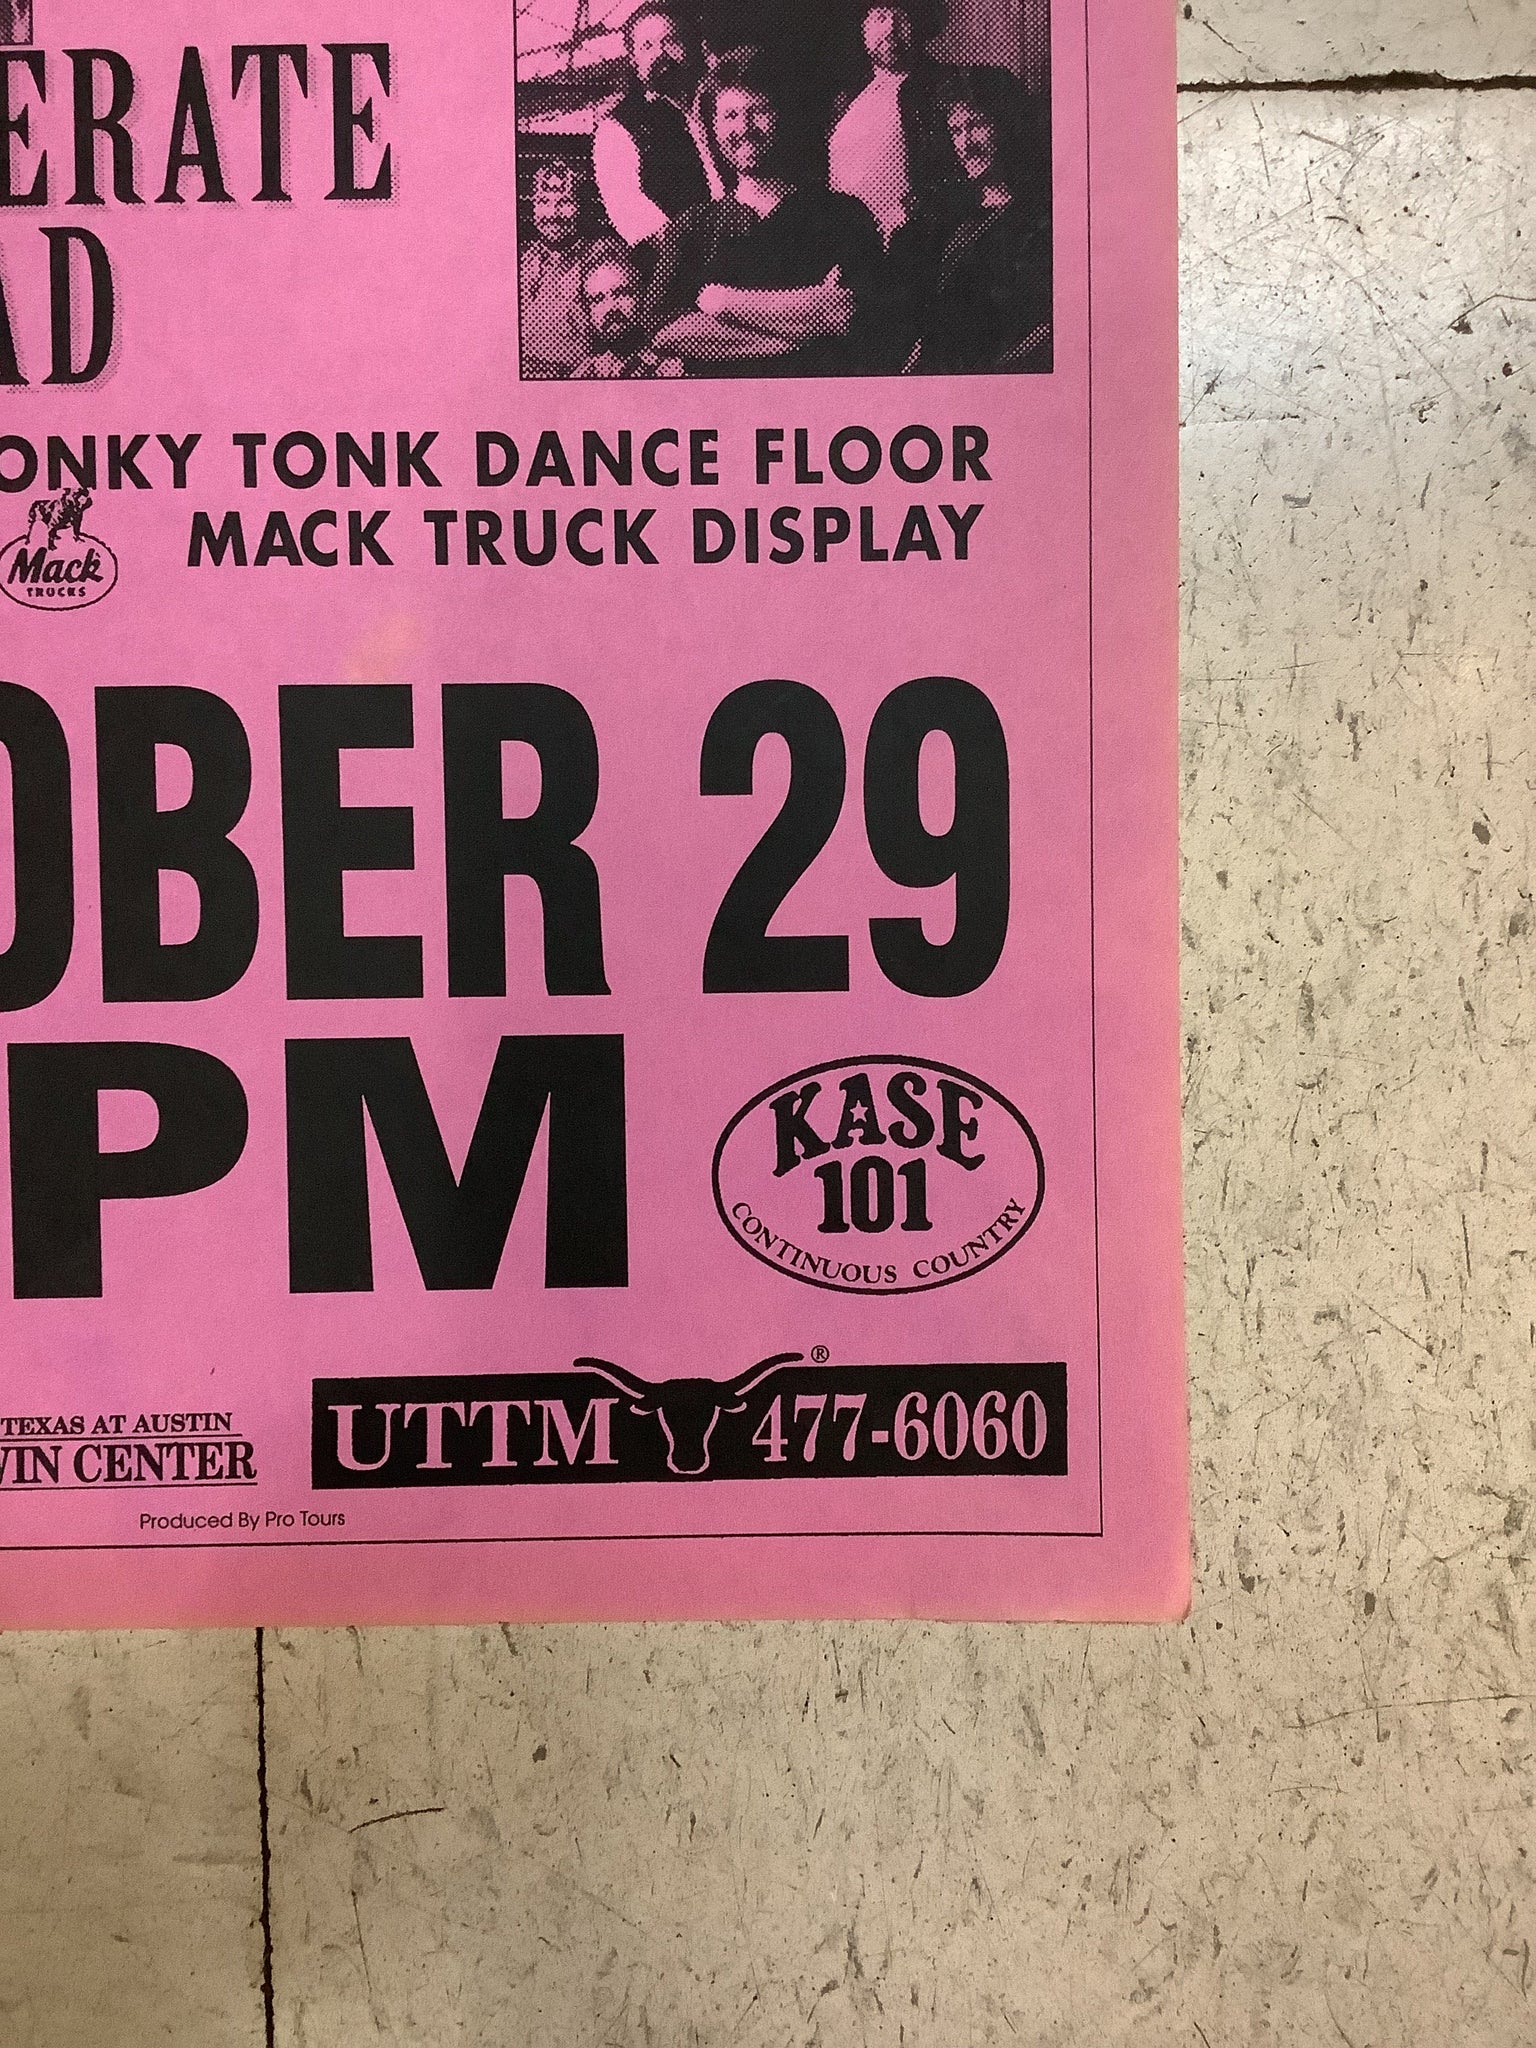 ERATE
AD
ONKY TONK DANCE FLOOR
MACK TRUCK DISPLAY
Mack
TRUCKS
OBER 29
PM
KASE
101
CONTINUOUS COUNTRY
TEXAS AT AUSTIN
WIN CENTER
UTTM 477-6060
®
Produced By Pro Tours